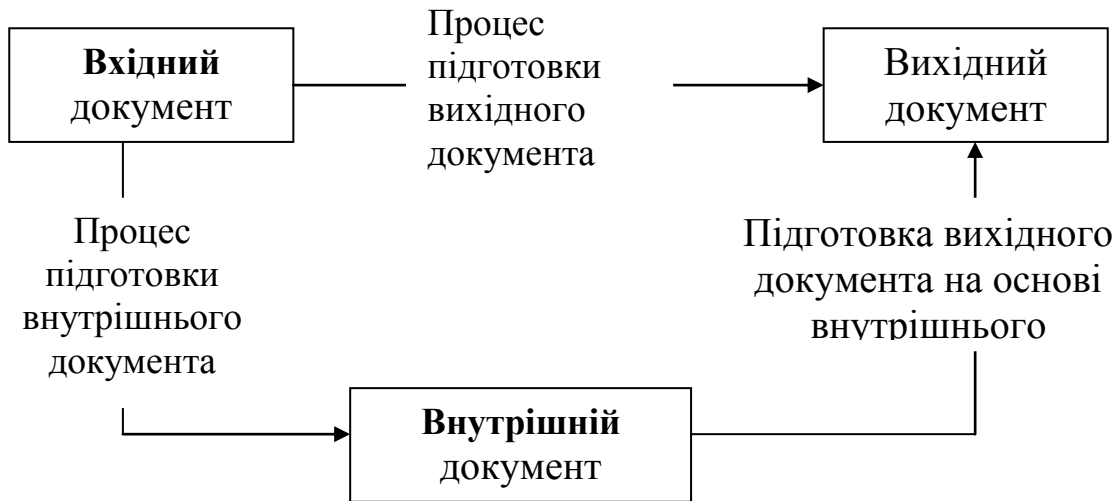 Вхідний
документ
Процес
підготовки
вихідного
документа
Вихідний
документ
Процес
підготовки
внутрішнього
документа
Підготовка вихідного
документа на основі
внутрішнього
Внутрішній
документ